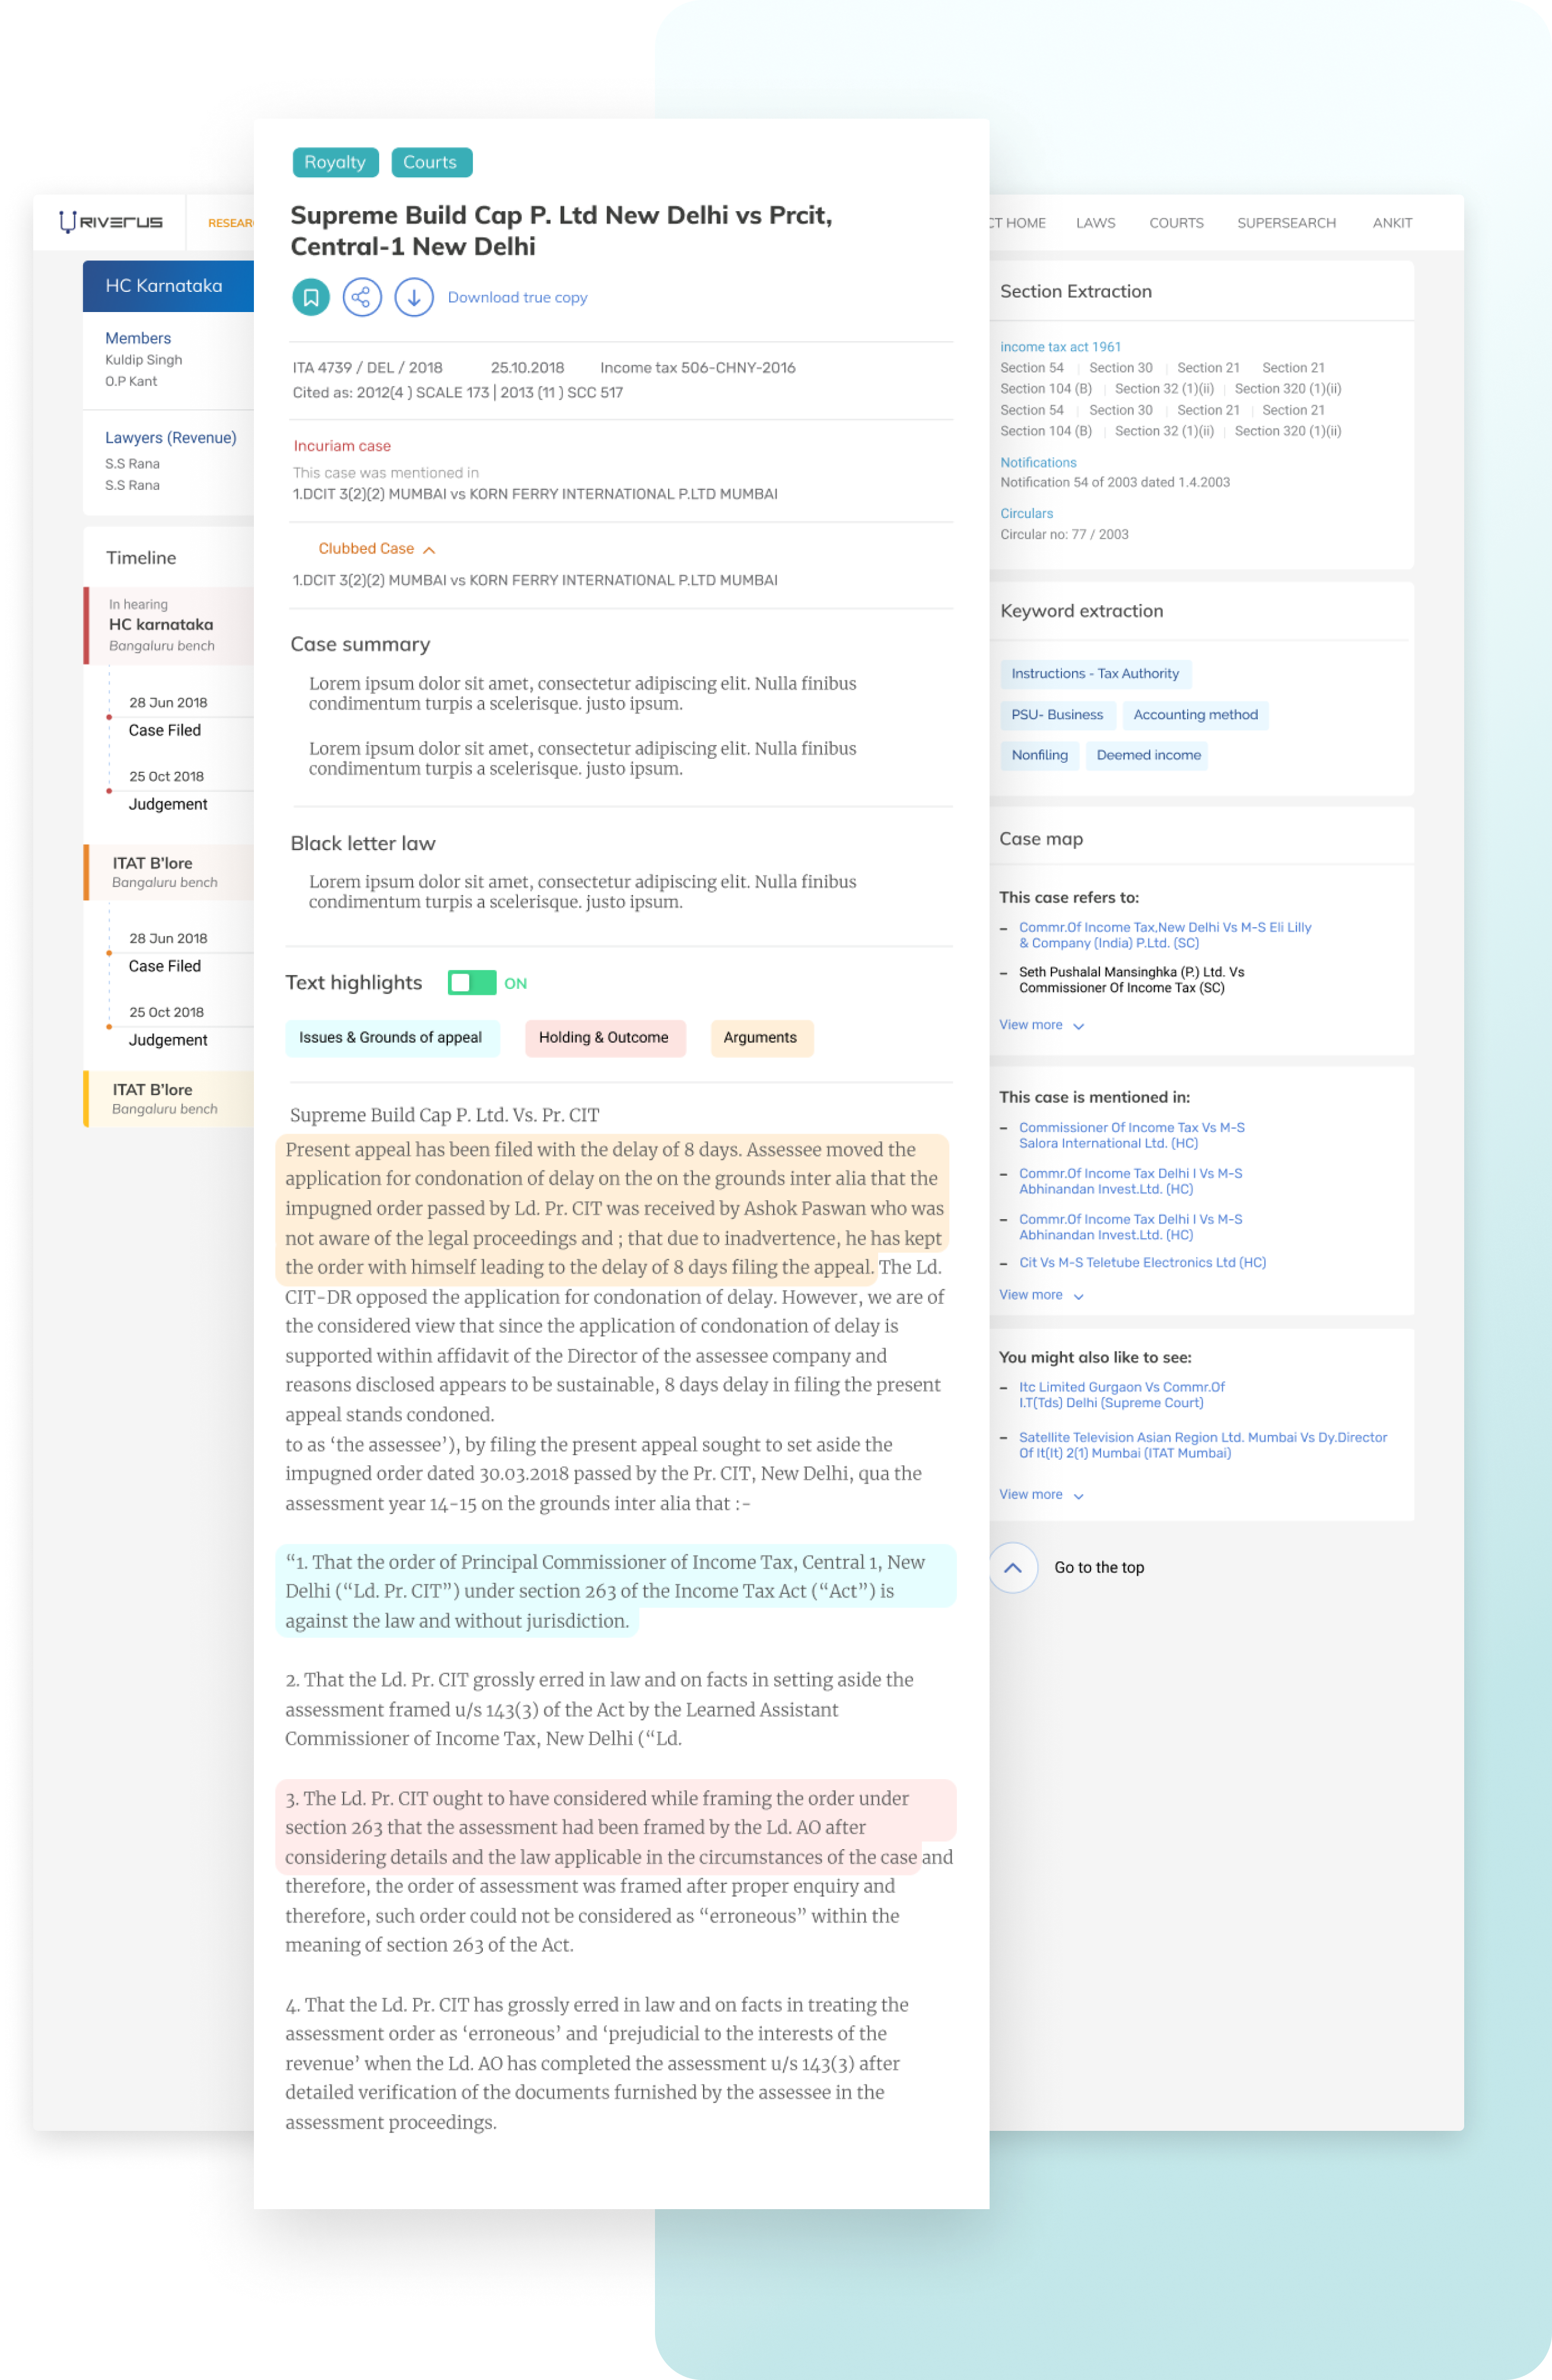 RIVERUS
RESEAR
CT HOME
LAWS
COURTS
SUPERSEARCH
ANKIT
HC Karnataka
Members
Kuldip Singh
O.P Kant
Lawyers (Revenue)
S.S Rana
S.S Rana
Timeline
In hearing
HC karnataka
Bangaluru bench
28 Jun 2018
Case Filed
25 Oct 2018
Judgement
ITAT B'lore
Bangaluru bench
28 Jun 2018
Case Filed
25 Oct 2018
Judgement
ITAT B'lore
Bangaluru bench
Royalty Courts
Supreme Build Cap P. Ltd New Delhi vs Prcit,
Central-1 New Delhi
Download true copy
ITA 4739 / DEL / 2018 25.10.2018 Income tax 506-CHNY-2016
Cited as: 2012(4 ) SCALE 173 | 2013 (11 ) SCC 517
Incuriam case
This case was mentioned in
1.DCIT 3(2)(2) MUMBAI vs KORN FERRY INTERNATIONAL P.LTD MUMBAI
Clubbed Case
1.DCIT 3(2)(2) MUMBAI vs KORN FERRY INTERNATIONAL P.LTD MUMBAI
Case summary
Lorem ipsum dolor sit amet, consectetur adipiscing elit. Nulla finibus
condimentum turpis a scelerisque. justo ipsum.
Lorem ipsum dolor sit amet, consectetur adipiscing elit. Nulla finibus
condimentum turpis a scelerisque. justo ipsum.
Black letter law
Lorem ipsum dolor sit amet, consectetur adipiscing elit. Nulla finibus
condimentum turpis a scelerisque. justo ipsum.
Text highlights ON
Issues & Grounds of appeal Holding & Outcome Arguments
Supreme Build Cap P. Ltd. Vs. Pr. CIT
Present appeal has been filed with the delay of 8 days. Assessee moved the
application for condonation of delay on the on the grounds inter alia that the
impugned order passed by Ld. Pr. CIT was received by Ashok Paswan who was
not aware of the legal proceedings and ; that due to inadvertence, he has kept
the order with himself leading to the delay of 8 days filing the appeal. The Ld.
CIT-DR opposed the application for condonation of delay. However, we are of
the considered view that since the application of condonation of delay is
supported within affidavit of the Director of the assessee company and
reasons disclosed appears to be sustainable, 8 days delay in filing the present
appeal stands condoned.
to as ‘the assessee’), by filing the present appeal sought to set aside the
impugned order dated 30.03.2018 passed by the Pr. CIT, New Delhi, qua the
assessment year 14-15 on the grounds inter alia that :-
“1. That the order of Principal Commissioner of Income Tax, Central 1, New
Delhi (“Ld. Pr. CIT”) under section 263 of the Income Tax Act (“Act”) is
against the law and without jurisdiction.
2. That the Ld. Pr. CIT grossly erred in law and on facts in setting aside the
assessment framed u/s 143(3) of the Act by the Learned Assistant
Commissioner of Income Tax, New Delhi (“Ld.
3. The Ld. Pr. CIT ought to have considered while framing the order under
section 263 that the assessment had been framed by the Ld. AO after
considering details and the law applicable in the circumstances of the case and
therefore, the order of assessment was framed after proper enquiry and
therefore, such order could not be considered as “erroneous” within the
meaning of section 263 of the Act.
4. That the Ld. Pr. CIT has grossly erred in law and on facts in treating the
assessment order as ‘erroneous’ and ‘prejudicial to the interests of the
revenue’ when the Ld. AO has completed the assessment u/s 143(3) after
detailed verification of the documents furnished by the assessee in the
assessment proceedings.
Section Extraction
income tax act 1961
Section 54 | Section 30 | Section 21 Section 21
Section 104 (B) | Section 32 (1)(ii) | Section 320 (1)(ii)
Section 54 | Section 30 | Section 21 | Section 21
Section 104 (B) | Section 32 (1)(ii) | Section 320 (1)(ii)
Notifications
Notification 54 of 2003 dated 1.4.2003
Circulars
Circular no: 77 / 2003
Keyword extraction
Instructions - Tax Authority
PSU- Business Accounting method
Nonfiling Deemed income
Case map
This case refers to:
– Commr.Of Income Tax,New Delhi Vs M-S Eli Lilly
& Company (India) P.Ltd. (SC)
– Seth Pushalal Mansinghka (P.) Ltd. Vs
Commissioner Of Income Tax (SC)
View more
This case is mentioned in:
– Commissioner Of Income Tax Vs M-S
Salora International Ltd. (HC)
– Commr.Of Income Tax Delhi I Vs M-S
Abhinandan Invest.Ltd. (HC)
– Commr.Of Income Tax Delhi I Vs M-S
Abhinandan Invest.Ltd. (HC)
– Cit Vs M-S Teletube Electronics Ltd (HC)
View more
You might also like to see:
– Itc Limited Gurgaon Vs Commr.Of
I.T(Tds) Delhi (Supreme Court)
– Satellite Television Asian Region Ltd. Mumbai Vs Dy.Director
Of It(It) 2(1) Mumbai (ITAT Mumbai)
View more
Go to the top